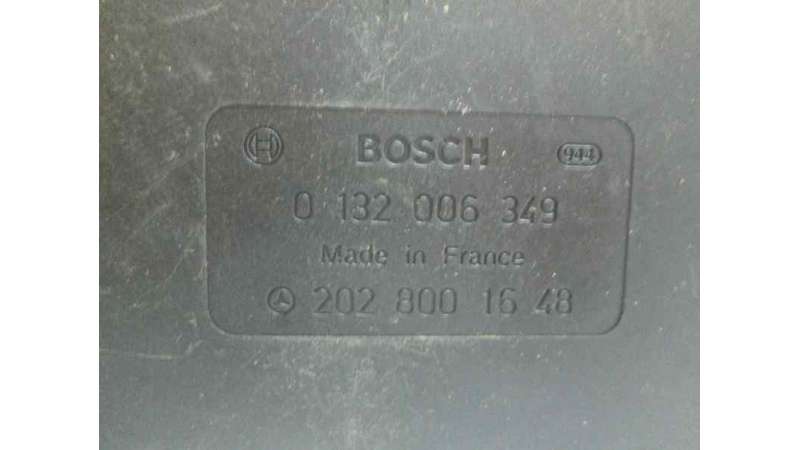 BOSCH 944
0 132 006 349
Made in France
202 800 16 48